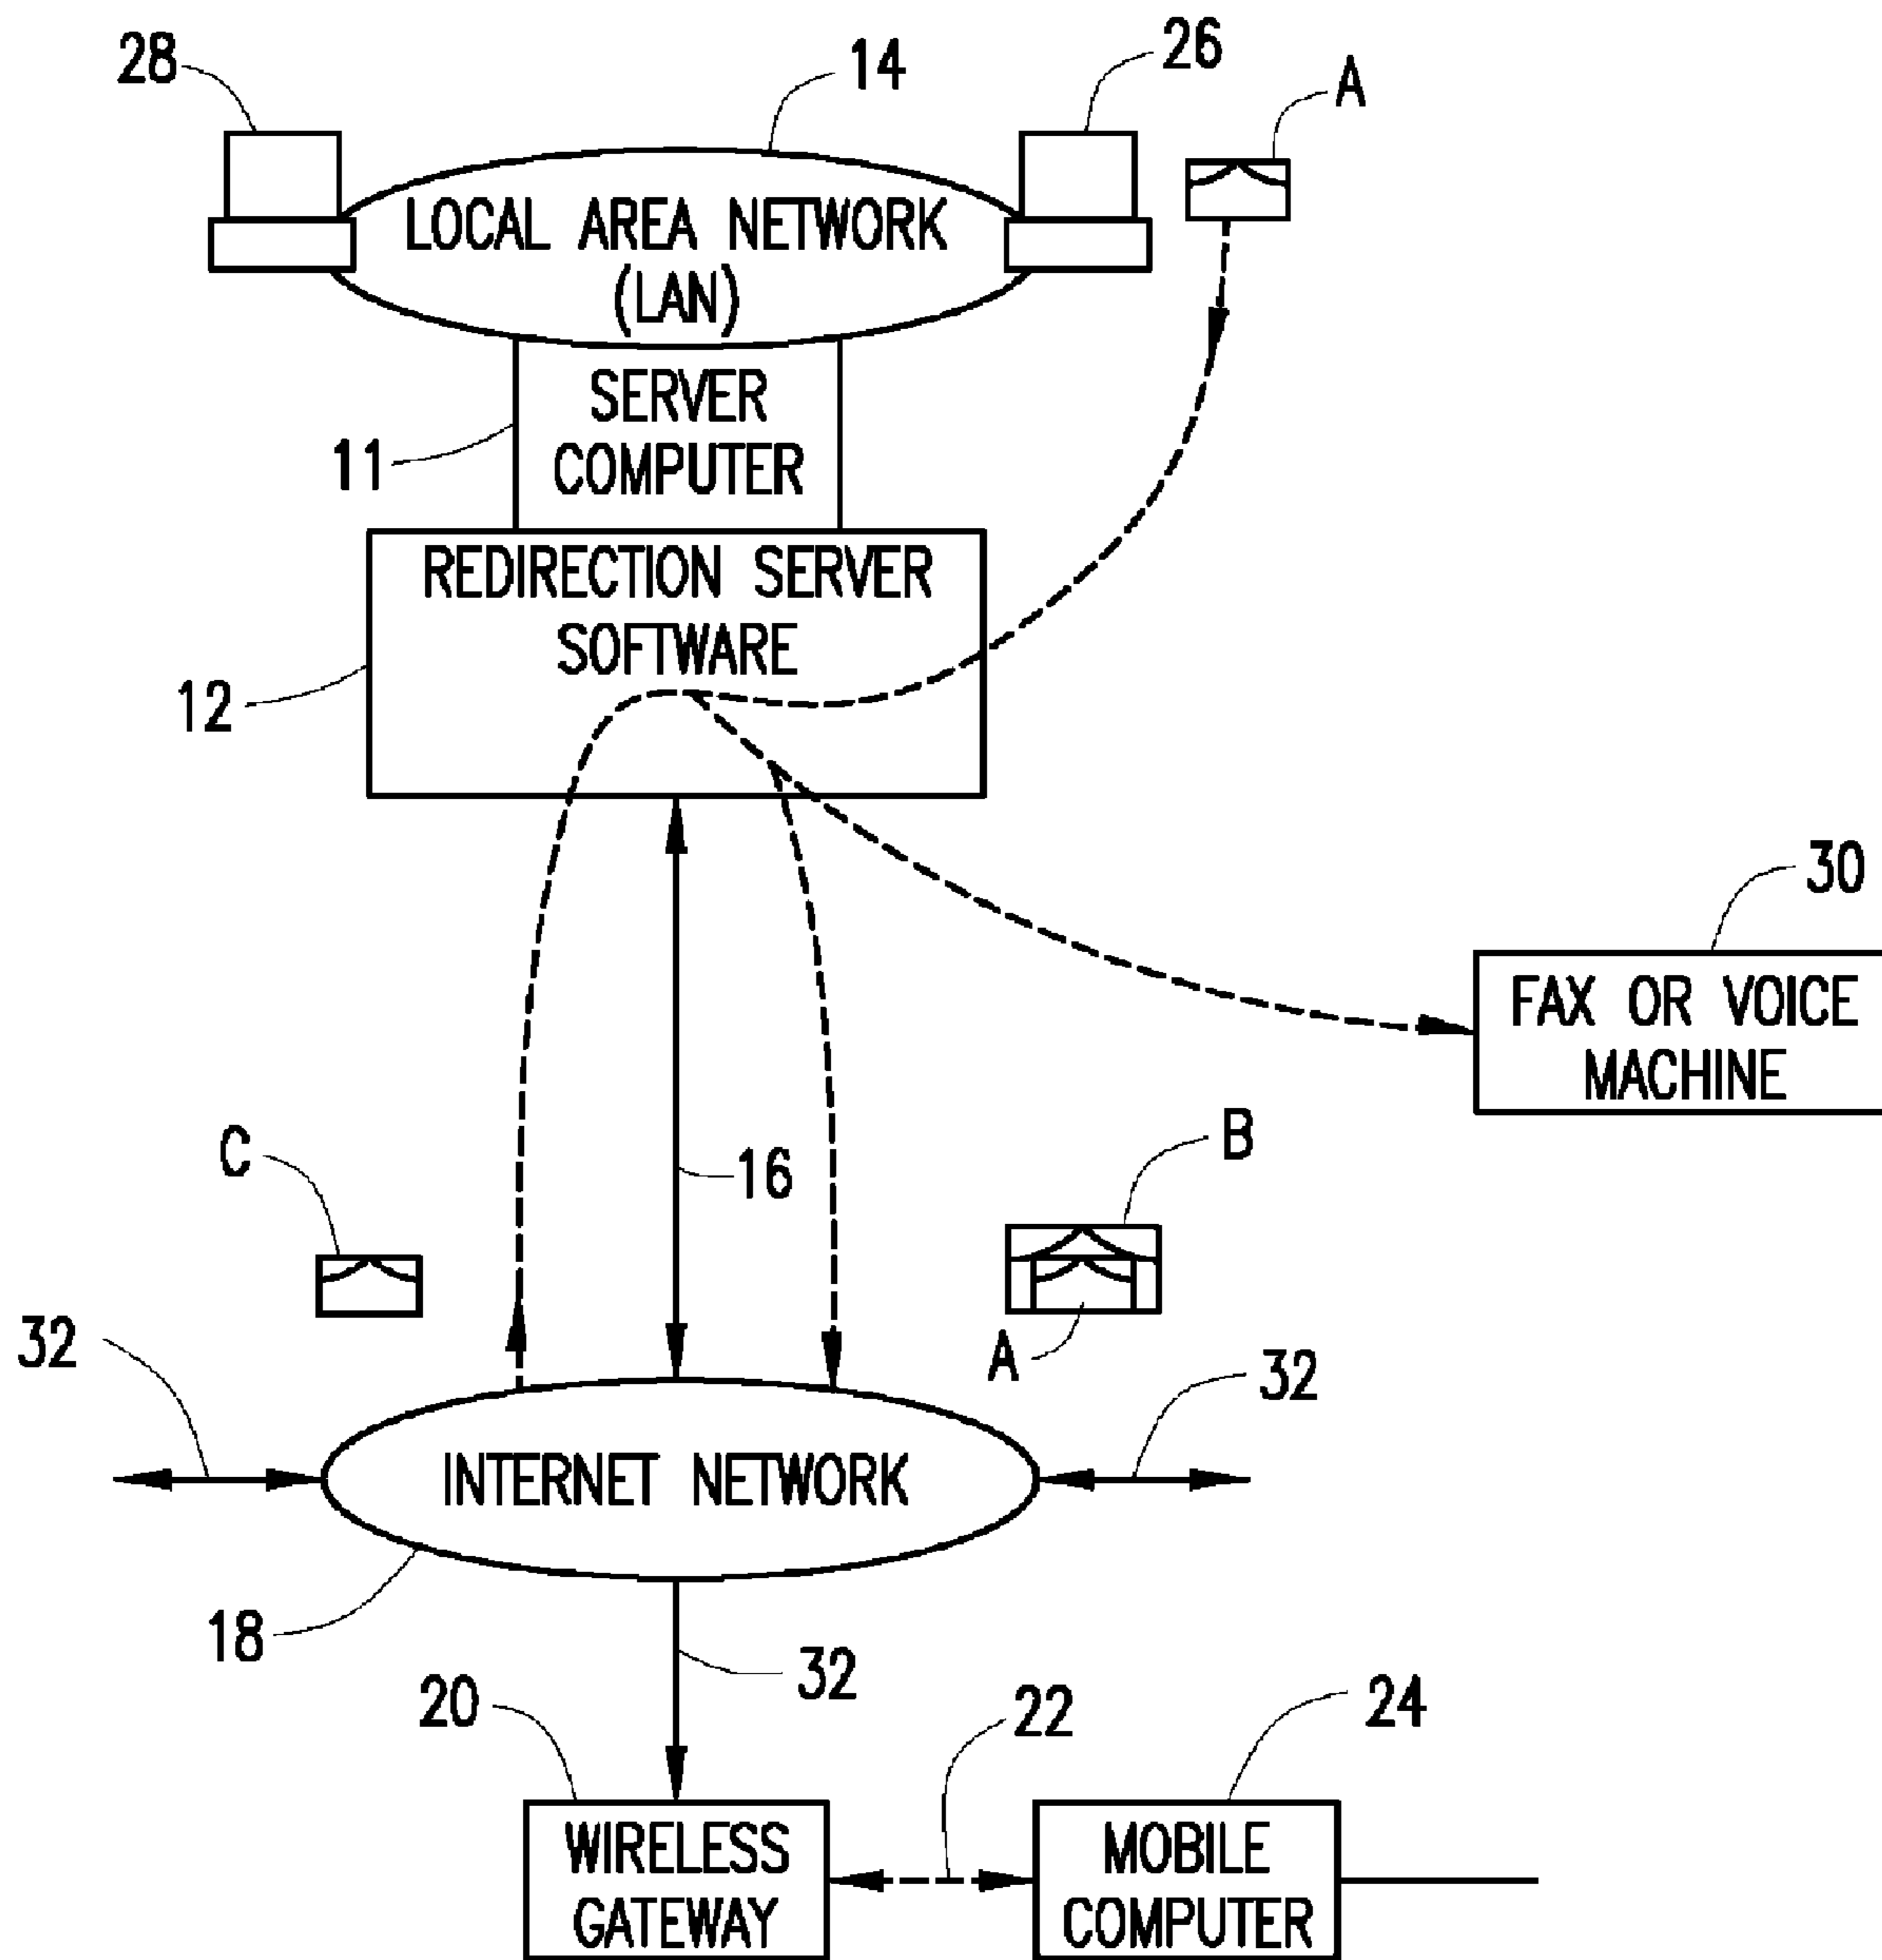 28
14
26
A
LOCAL AREA NETWORK
(LAN)
SERVER
COMPUTER
11
REDIRECTION SERVER
SOFTWARE
12
30
FAX OR VOICE
MACHINE
C
16
B
A
32
32
INTERNET NETWORK
18
32
20
22
24
WIRELESS
GATEWAY
MOBILE
COMPUTER